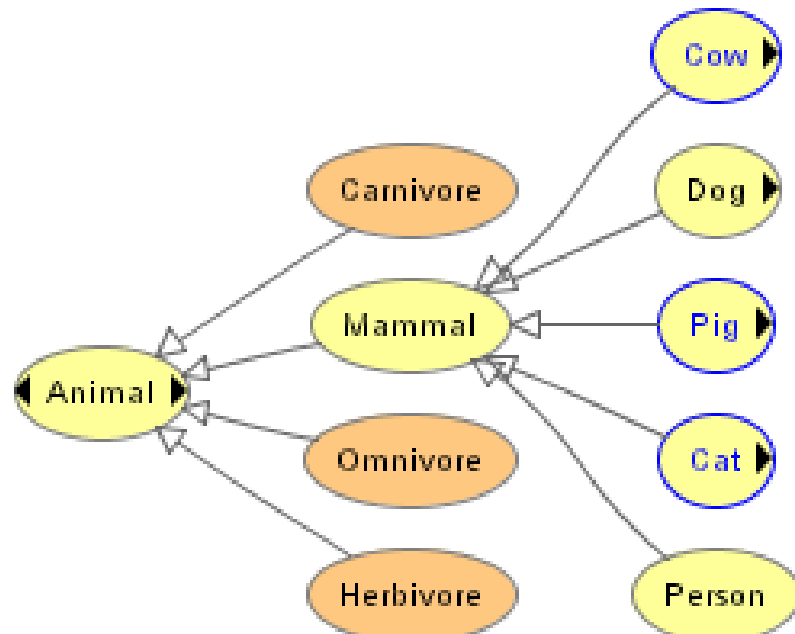 Cow
Carnivore
Dog
Mammal
Pig
Animal
Omnivore
Cat
Herbivore
Person